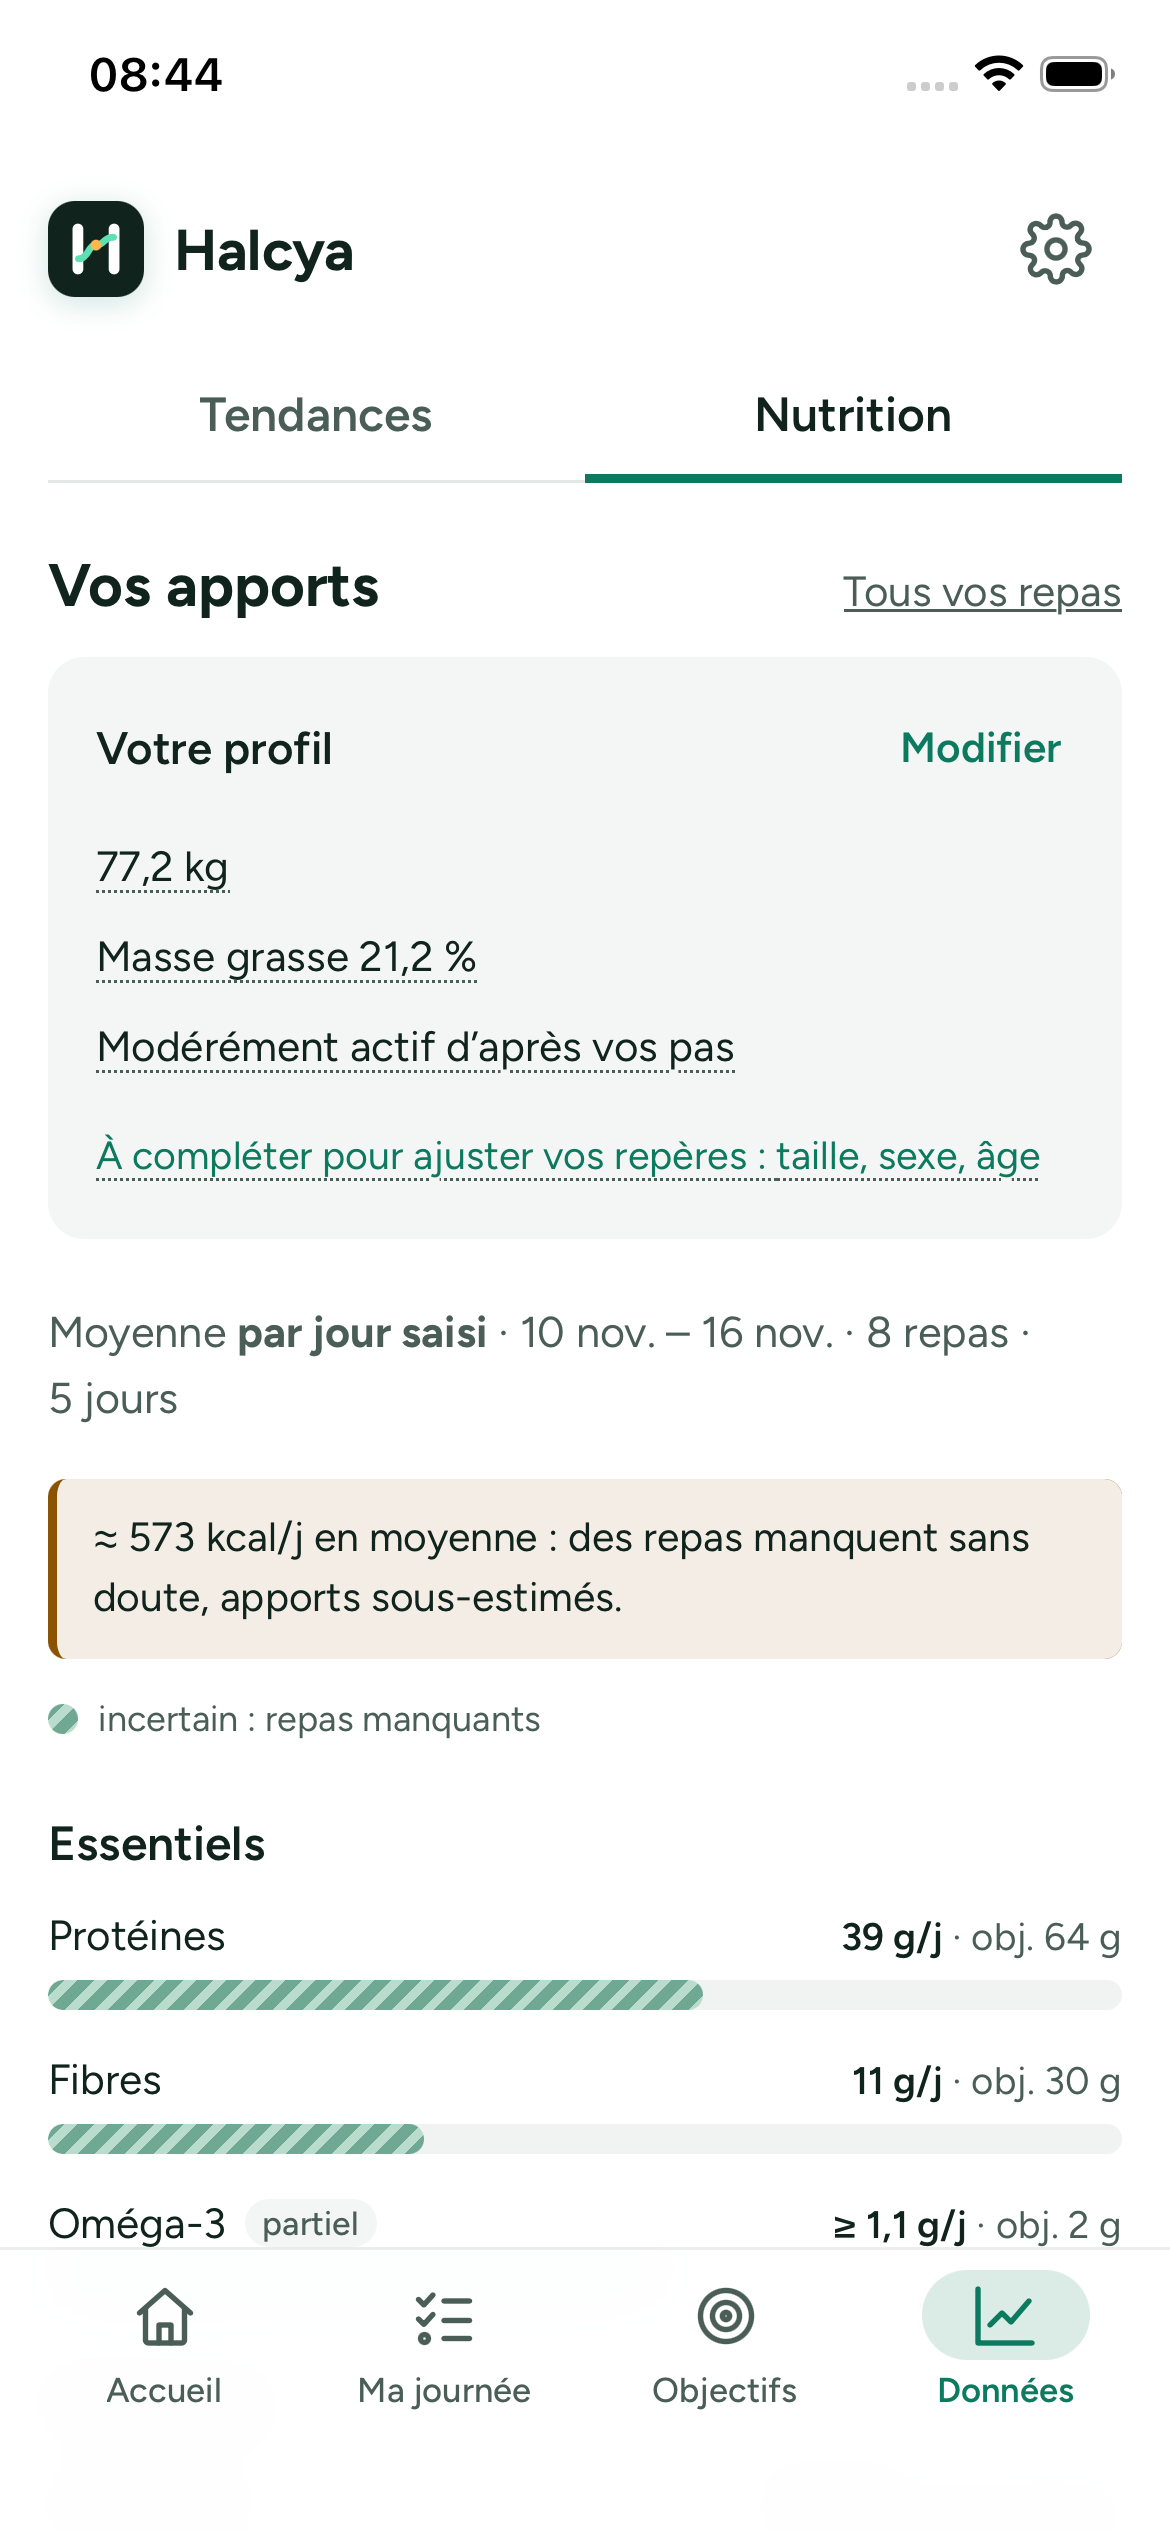 08:44
Halcya
Tendances
Nutrition
Vos apports
Tous vos repas
Votre profil
Modifier
77,2 kg
Masse grasse 21,2 %
Modérément actif d’après vos pas
À compléter pour ajuster vos repères : taille, sexe, âge
Moyenne par jour saisi · 10 nov. – 16 nov. · 8 repas ·
5 jours
≈ 573 kcal/j en moyenne : des repas manquent sans
doute, apports sous-estimés.
incertain : repas manquants
Essentiels
Protéines
39 g/j · obj. 64 g
Fibres
11 g/j · obj. 30 g
Oméga-3 partiel
≥ 1,1 g/j · obj. 2 g
Accueil
Ma journée
Objectifs
Données